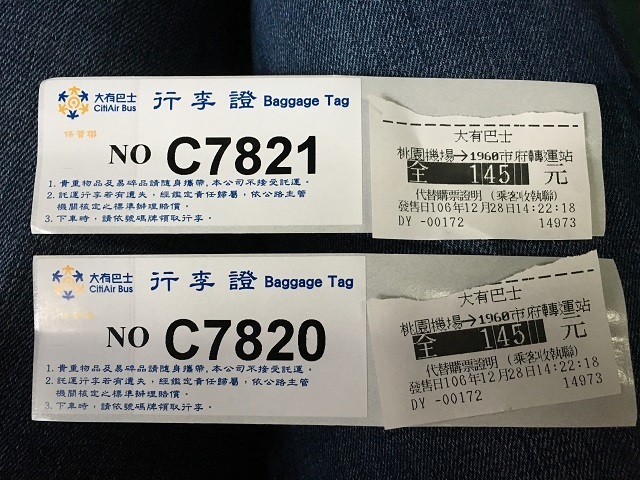 大有巴士 行李證 Baggage Tag
CitiAir Bus
保管聯
NO C7821
1. 貴重物品及易碎品請隨身攜帶,本公司不接受託運。
2. 託運行李若有遺失,經鑑定責任歸屬,依公路主管
機關核定之標準辦理賠償。
3. 下車時,請依號碼牌領取行李。
大有巴士
桃園機場→1960市府轉運站
全 145 元
代替購票證明 (乘客收執聯)
發售日106年12月28日14:22:18
DY -00172 14973
大有巴士 行李證 Baggage Tag
CitiAir Bus
NO C7820
1. 貴重物品及易碎品請隨身攜帶,本公司不接受託運。
2. 託運行李若有遺失,經鑑定責任歸屬,依公路主管
機關核定之標準辦理賠償。
3. 下車時,請依號碼牌領取行李。
大有巴士
桃園機場→1960市府轉運站
全 145 元
代替購票證明 (乘客收執聯)
發售日106年12月28日14:22:18
DY -00172 14973